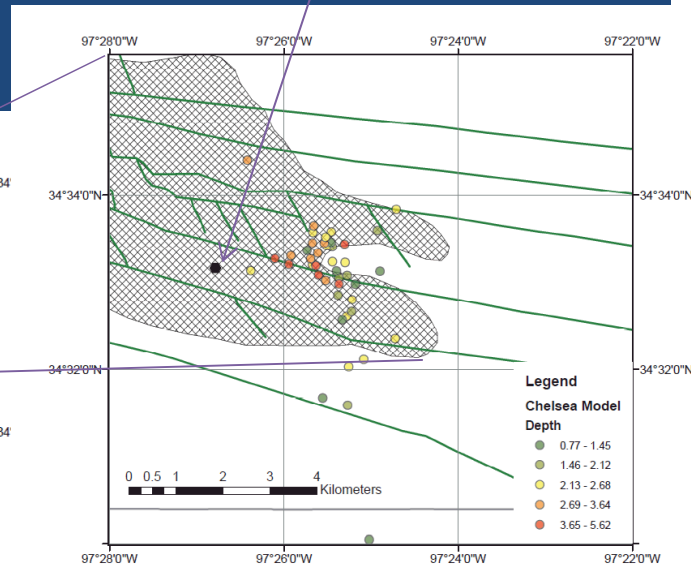 97°28'0"W 97°26'0"W 97°24'0"W 97°22'0"W
34'
34°34'0"N 34°34'0"N
34°32'0"N 34°32'0"N
Legend
Chelsea Model
Depth
0.77 - 1.45
1.46 - 2.12
2.13 - 2.68
2.69 - 3.64
3.65 - 5.62
34'
0 0.5 1 2 3 4
Kilometers
97°28'0"W 97°26'0"W 97°24'0"W 97°22'0"W